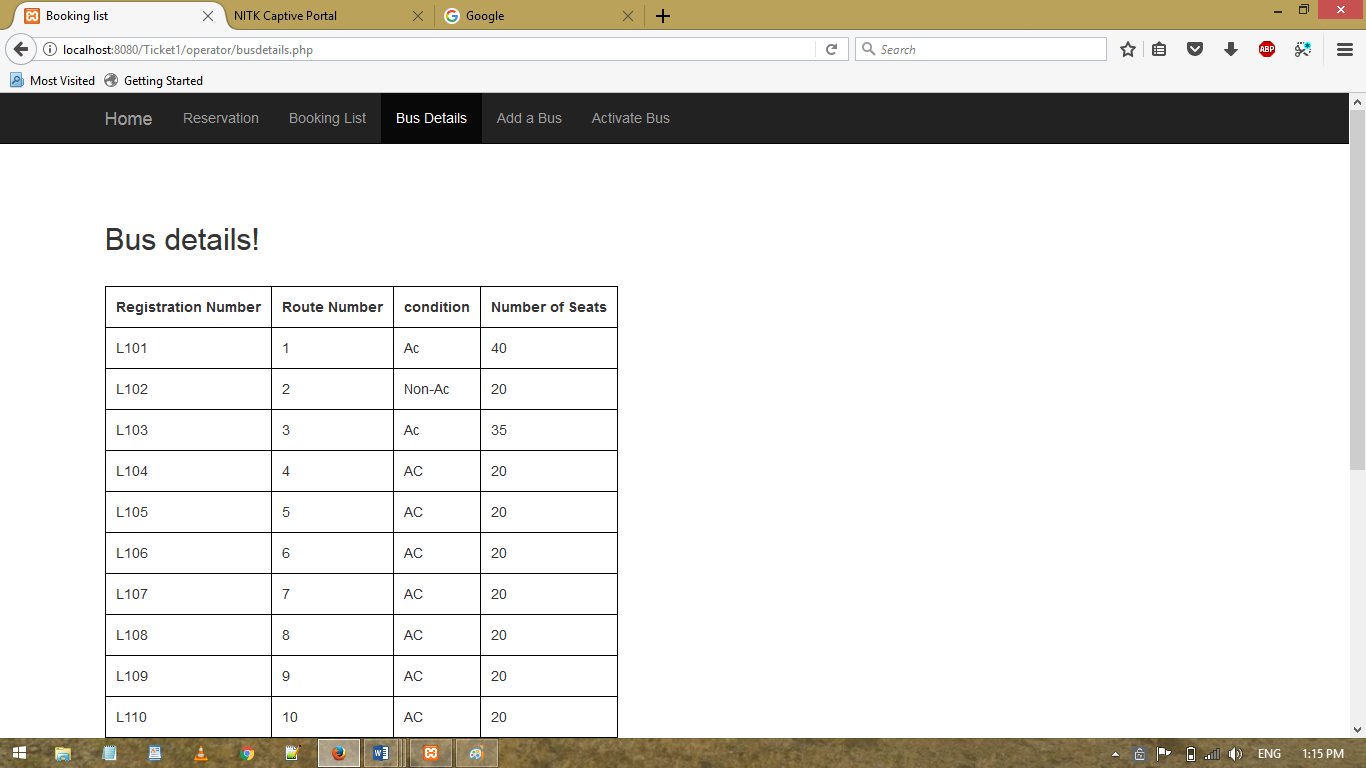 Booking list NITK Captive Portal Google
localhost:8080/Ticket1/operator/busdetails.php Search ABP
Most Visited Getting Started
Home Reservation Booking List Bus Details Add a Bus Activate Bus
Bus details!
Registration Number Route Number condition Number of Seats
L101 1 Ac 40
L102 2 Non-Ac 20
L103 3 Ac 35
L104 4 AC 20
L105 5 AC 20
L106 6 AC 20
L107 7 AC 20
L108 8 AC 20
L109 9 AC 20
L110 10 AC 20
ENG 1:15 PM